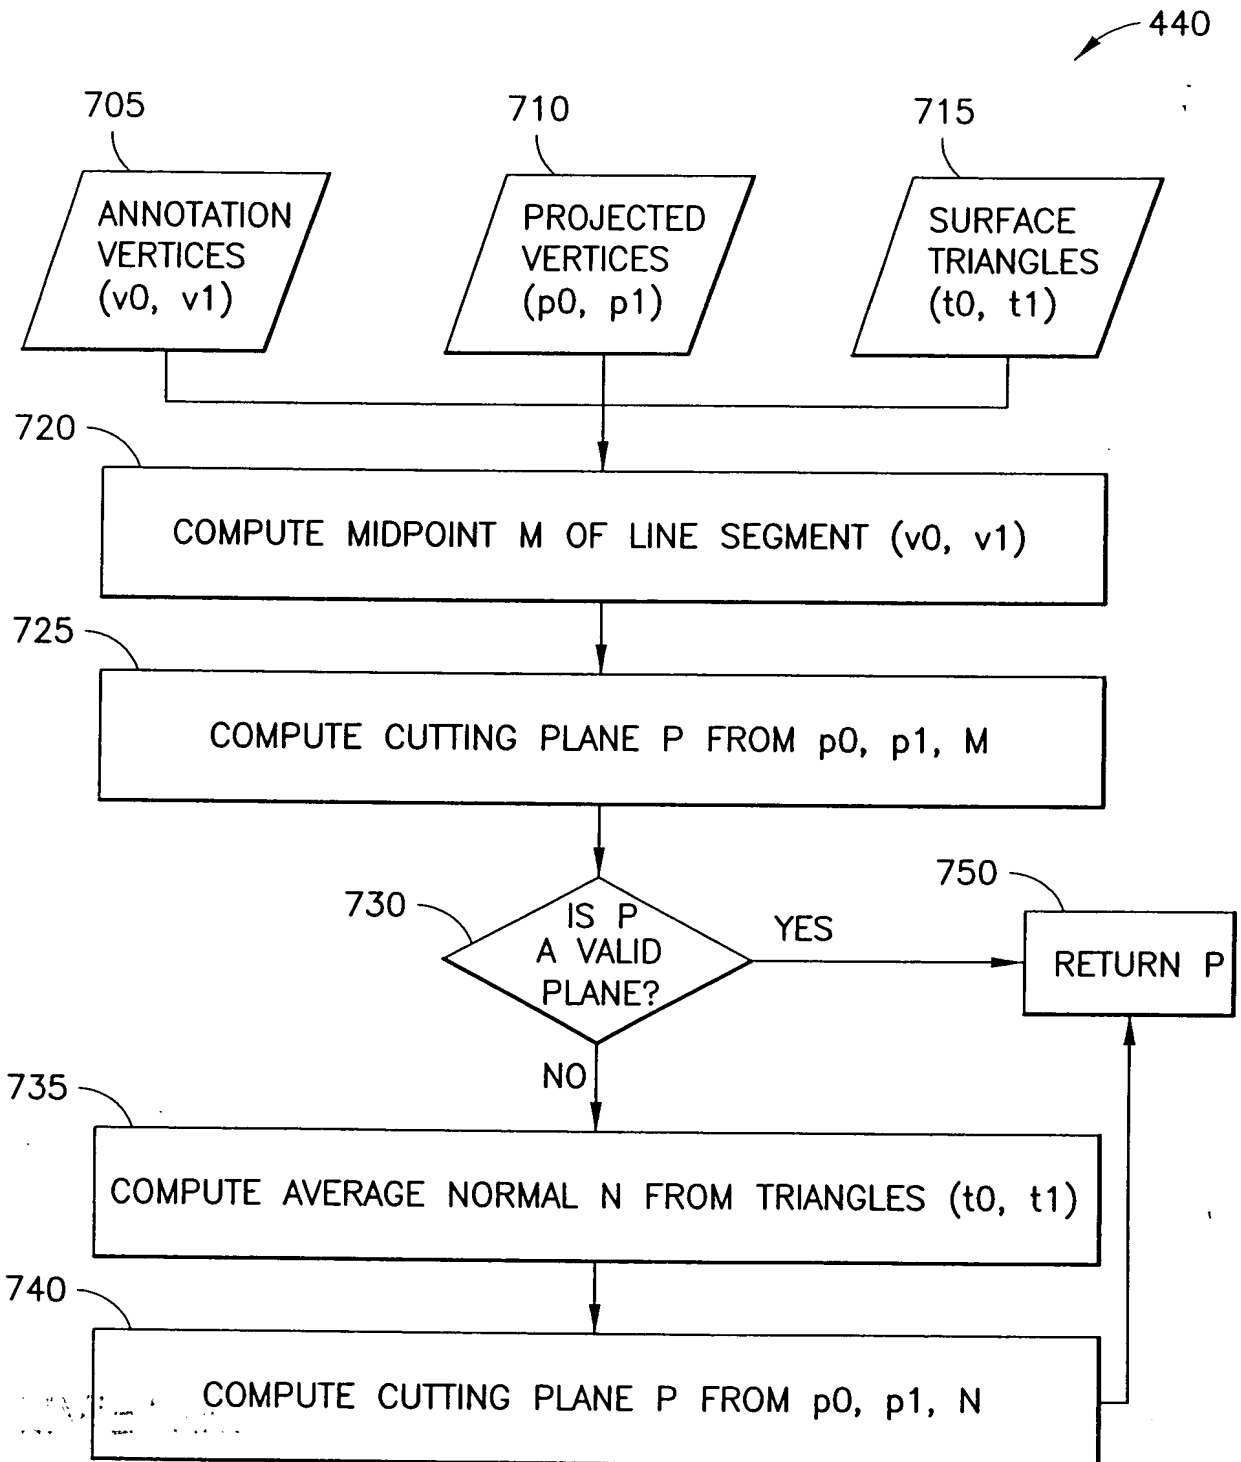 440
705
710
715
ANNOTATION
VERTICES
(v0, v1)
PROJECTED
VERTICES
(p0, p1)
SURFACE
TRIANGLES
(t0, t1)
720
COMPUTE MIDPOINT M OF LINE SEGMENT (v0, v1)
725
COMPUTE CUTTING PLANE P FROM p0, p1, M
730
IS P
A VALID
PLANE?
YES
750
RETURN P
NO
735
COMPUTE AVERAGE NORMAL N FROM TRIANGLES (t0, t1)
740
COMPUTE CUTTING PLANE P FROM p0, p1, N